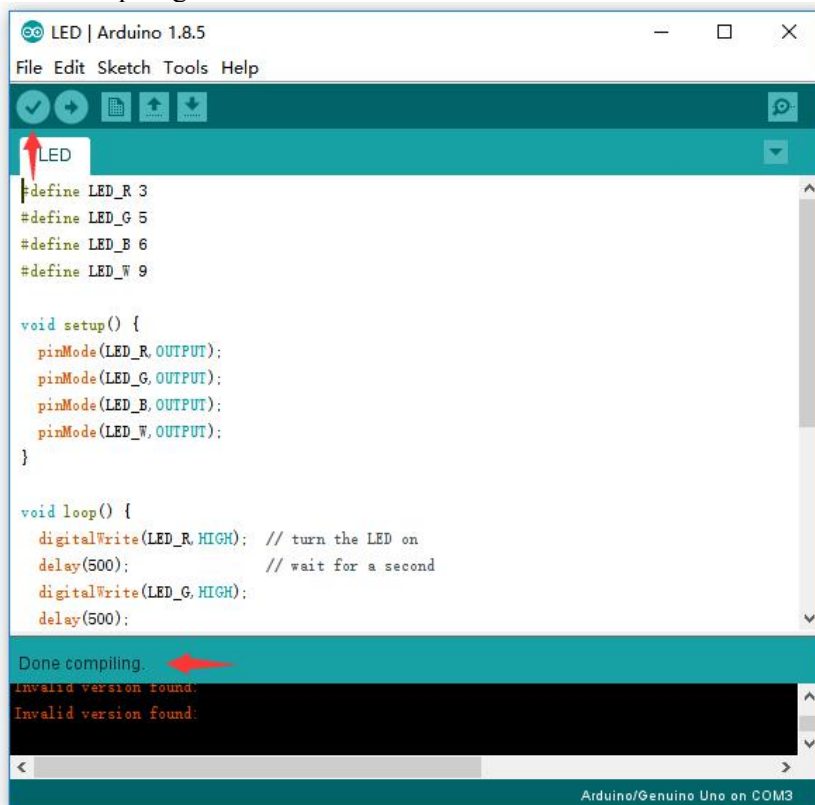 LED | Arduino 1.8.5
File Edit Sketch Tools Help
LED
#define LED_R 3
#define LED_G 5
#define LED_B 6
#define LED_W 9
void setup() {
  pinMode(LED_R,OUTPUT);
  pinMode(LED_G,OUTPUT);
  pinMode(LED_B,OUTPUT);
  pinMode(LED_W,OUTPUT);
}
void loop() {
  digitalWrite(LED_R,HIGH);  // turn the LED on
  delay(500);                // wait for a second
  digitalWrite(LED_G,HIGH);
  delay(500);
Done compiling.
Invalid version found:
Invalid version found:
Arduino/Genuino Uno on COM3